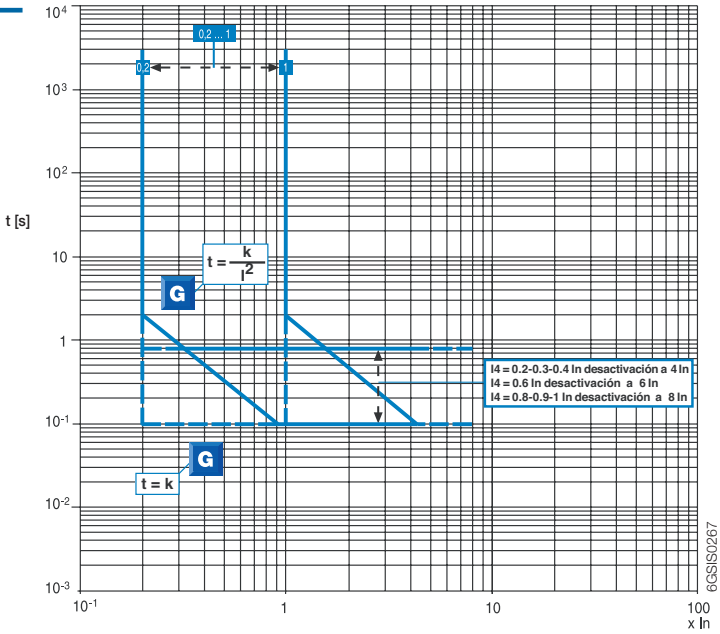 10⁴
0,2 ... 1
0,2
1
10³
10²
t [s]
10
t = k / I²
G
1
I4 = 0.2-0.3-0.4 In desactivación a 4 In
I4 = 0.6 In desactivación a 6 In
I4 = 0.8-0.9-1 In desactivación a 8 In
10⁻¹
G
t = k
10⁻²
10⁻³
10⁻¹
1
10
100
x In
6GSIS0267